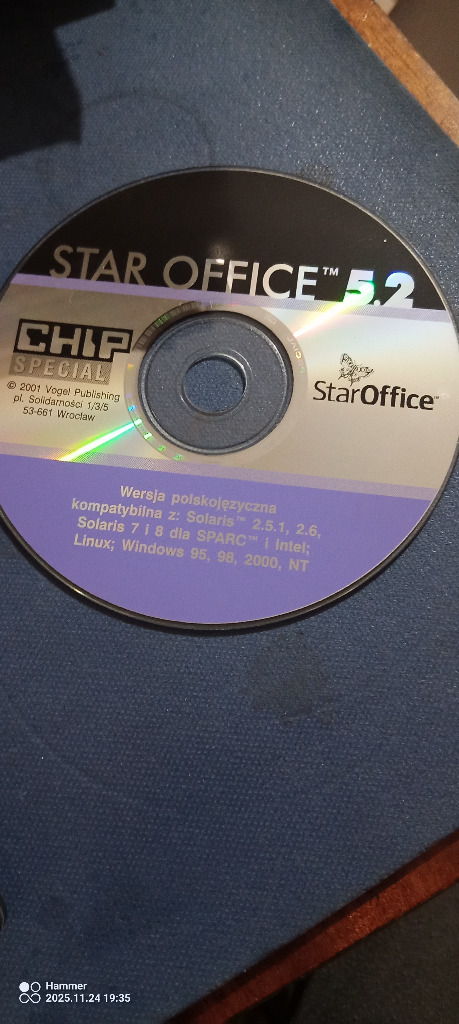 STAR OFFICE™ 5.2
CHIP
SPECIAL
© 2001 Vogel Publishing
pl. Solidarności 1/3/5
53-661 Wrocław
StarOffice™
Wersja polskojęzyczna
kompatybilna z: Solaris™ 2.5.1, 2.6,
Solaris 7 i 8 dla SPARC™ i Intel;
Linux; Windows 95, 98, 2000, NT
Hammer
2025.11.24 19:35